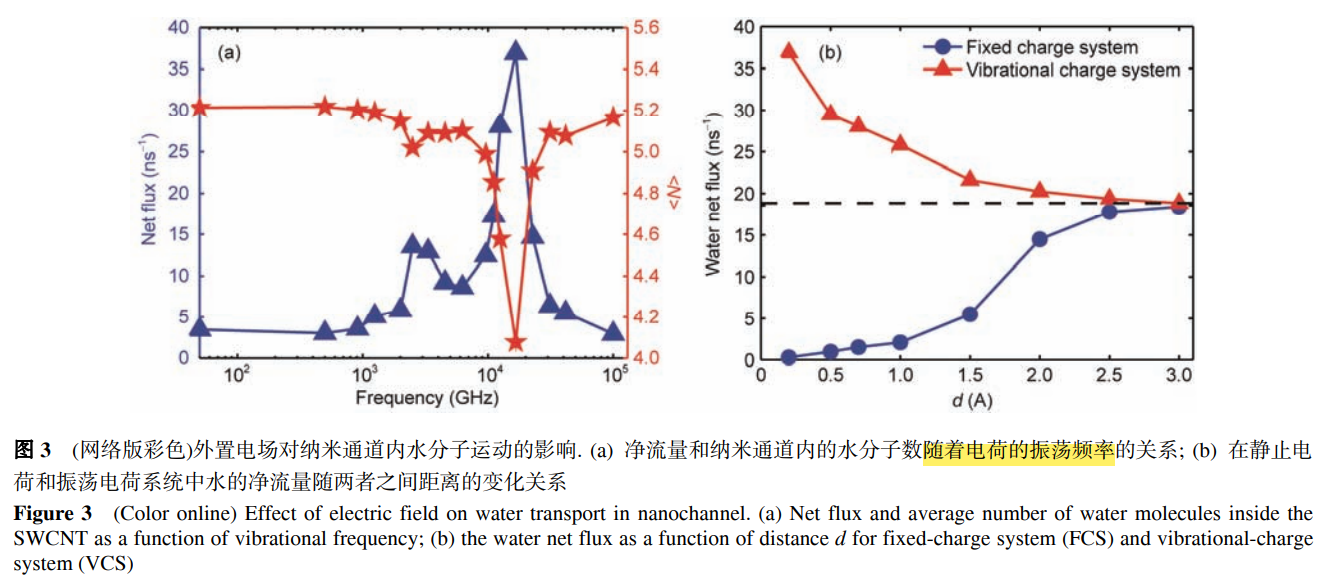 40
35
30
25
20
15
10
5
0
Net flux (ns⁻¹)
(a)
5.6
5.4
5.2
5.0
4.8
4.6
4.4
4.2
4.0
<N>
10² 10³ 10⁴ 10⁵
Frequency (GHz)
40
35
30
25
20
15
10
5
0
Water net flux (ns⁻¹)
(b)
Fixed charge system
Vibrational charge system
0 0.5 1.0 1.5 2.0 2.5 3.0
d (A)
图 3 (网络版彩色)外置电场对纳米通道内水分子运动的影响. (a) 净流量和纳米通道内的水分子数随着电荷的振荡频率的关系; (b) 在静止电
荷和振荡电荷系统中水的净流量随两者之间距离的变化关系
Figure 3 (Color online) Effect of electric field on water transport in nanochannel. (a) Net flux and average number of water molecules inside the
SWCNT as a function of vibrational frequency; (b) the water net flux as a function of distance d for fixed-charge system (FCS) and vibrational-charge
system (VCS)